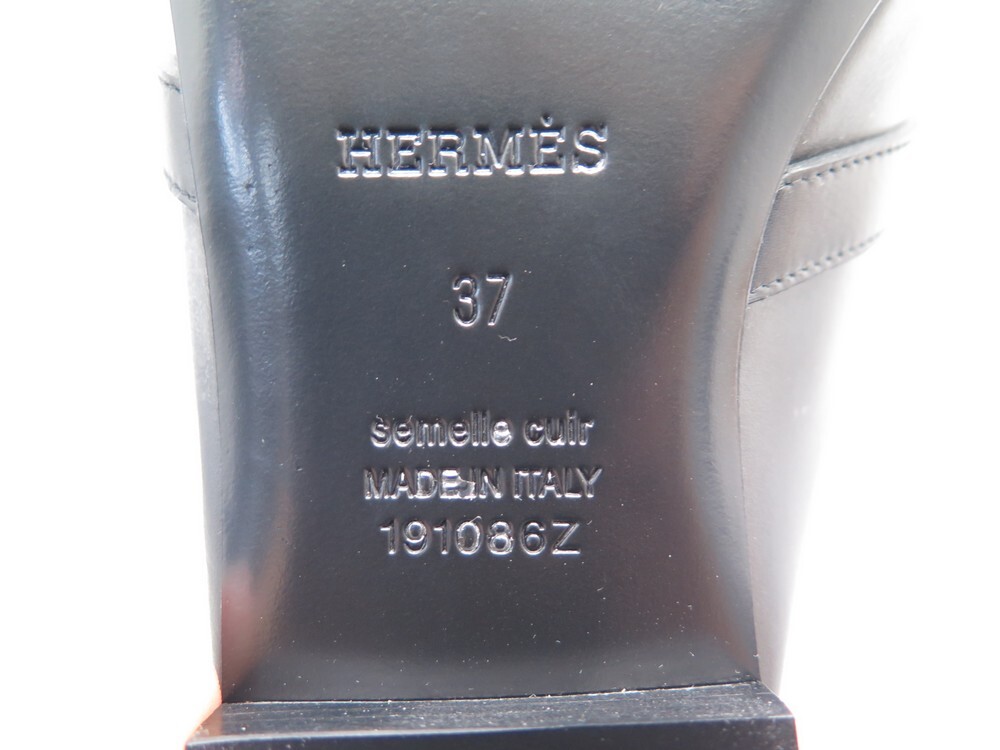 HERMÈS
37
semelle cuir
MADE IN ITALY
191086Z